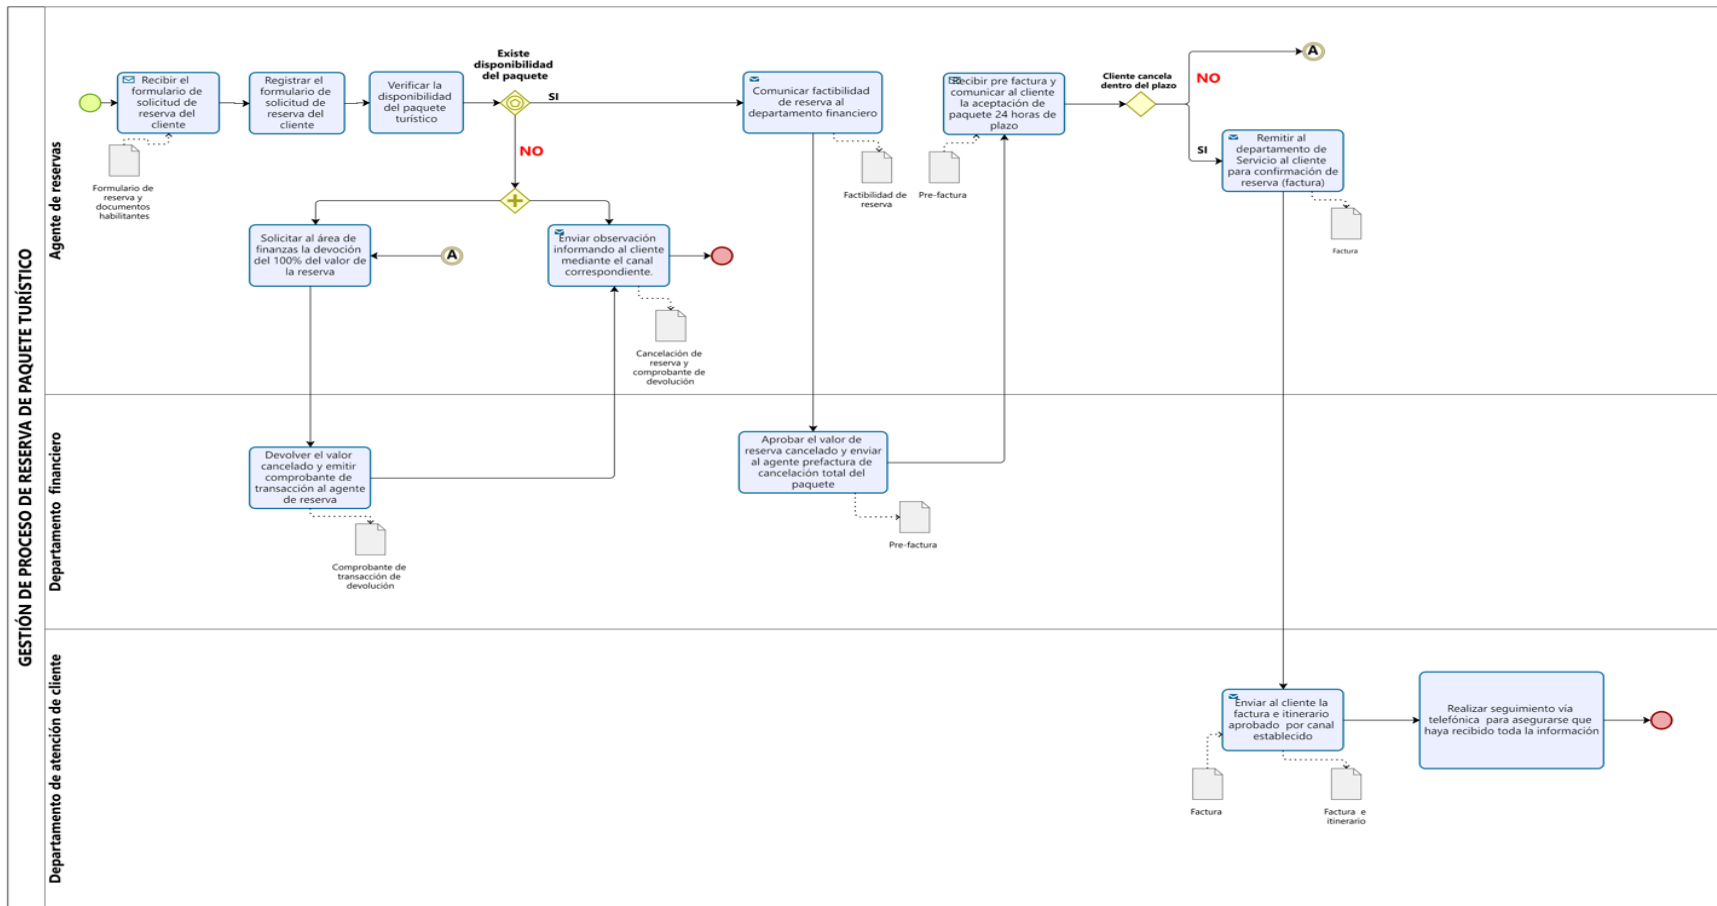 GESTIÓN DE PROCESO DE RESERVA DE PAQUETE TURÍSTICO
Agente de reservas
Recibir el
formulario de
solicitud de
reserva del
cliente
Formulario de
reserva y
documentos
habilitantes
Registrar el
formulario de
solicitud de
reserva del
cliente
Verificar la
disponibilidad
del paquete
turístico
Existe
disponibilidad
del paquete
SI
NO
Solicitar al área de
finanzas la devoción
del 100% del valor de
la reserva
A
Enviar observación
informando al cliente
mediante el canal
correspondiente.
Cancelación de
reserva y
comprobante de
devolución
Comunicar factibilidad
de reserva al
departamento financiero
Factibilidad de
reserva
Recibir pre factura y
comunicar al cliente
la aceptación de
paquete 24 horas de
plazo
Pre-factura
Cliente cancela
dentro del plazo
NO
A
SI
Remitir al
departamento de
Servicio al cliente
para confirmación de
reserva (factura)
Factura
Departamento financiero
Devolver el valor
cancelado y emitir
comprobante de
transacción al agente
de reserva
Comprobante de
transacción de
devolución
Aprobar el valor de
reserva cancelado y enviar
al agente prefactura de
cancelación total del
paquete
Pre-factura
Departamento de atención de cliente
Enviar al cliente la
factura e itinerario
aprobado por canal
establecido
Factura
Factura e
itinerario
Realizar seguimiento vía
telefónica para asegurarse que
haya recibido toda la información